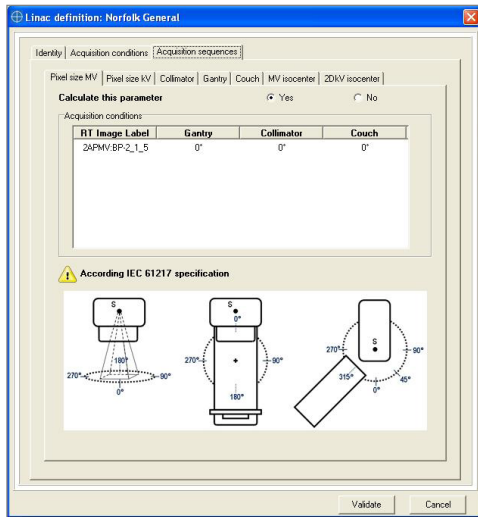 Linac definition: Norfolk General
Identity Acquisition conditions Acquisition sequences
Pixel size MV Pixel size kV Collimator Gantry Couch MV isocenter 2DkV isocenter
Calculate this parameter Yes No
Acquisition conditions
RT Image Label Gantry Collimator Couch
2APMV:BP-2_1_5 0° 0° 0°
According IEC 61217 specification
S
180°
270° 90°
0°
S
0°
270° 90°
180°
S
270° 90°
315° 45°
0°
Validate Cancel